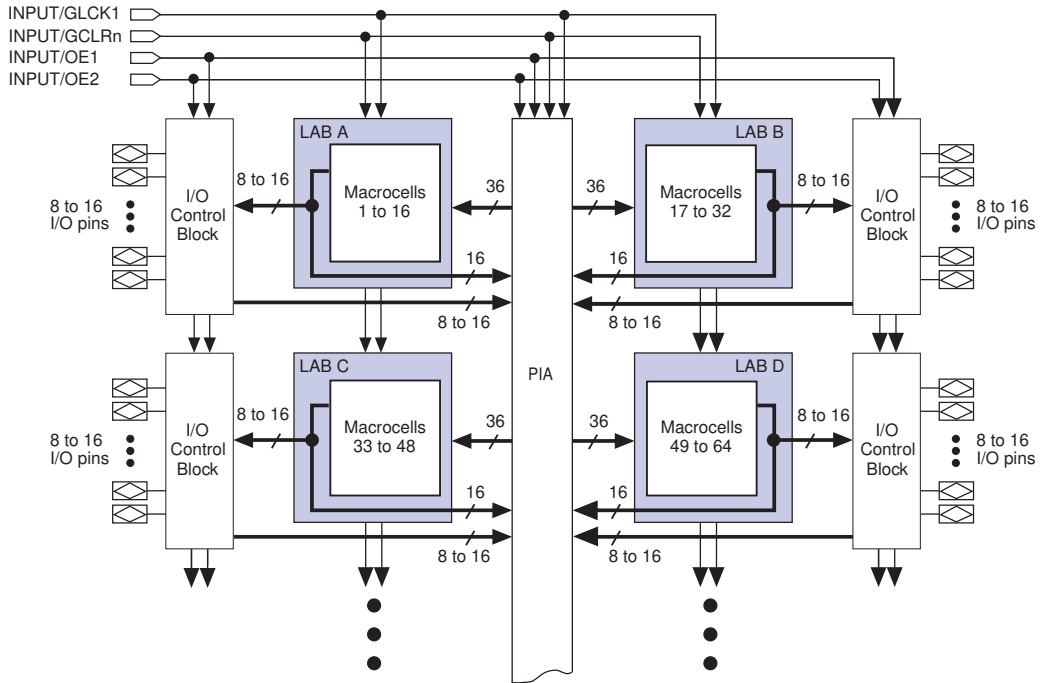 INPUT/GLCK1
INPUT/GCLRn
INPUT/OE1
INPUT/OE2
LAB A
LAB B
8 to 16
I/O pins
I/O
Control
Block
8 to 16
Macrocells
1 to 16
36
36
Macrocells
17 to 32
8 to 16
I/O
Control
Block
8 to 16
I/O pins
16
16
8 to 16
8 to 16
PIA
LAB C
LAB D
8 to 16
I/O pins
I/O
Control
Block
8 to 16
Macrocells
33 to 48
36
36
Macrocells
49 to 64
8 to 16
I/O
Control
Block
8 to 16
I/O pins
16
16
8 to 16
8 to 16